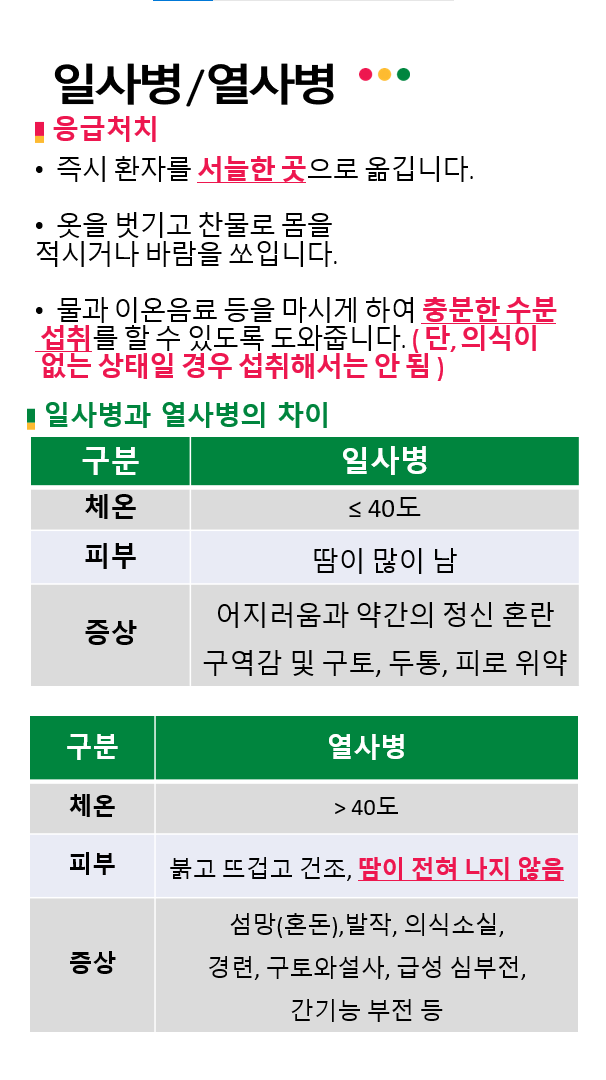 일사병/열사병
응급처치
• 즉시 환자를 서늘한 곳으로 옮깁니다.
• 옷을 벗기고 찬물로 몸을
적시거나 바람을 쏘입니다.
• 물과 이온음료 등을 마시게 하여 충분한 수분
섭취를 할 수 있도록 도와줍니다. ( 단, 의식이
없는 상태일 경우 섭취해서는 안 됨 )
일사병과 열사병의 차이
구분 일사병
체온 ≤ 40도
피부 땀이 많이 남
증상 어지러움과 약간의 정신 혼란
구역감 및 구토, 두통, 피로 위약
구분 열사병
체온 > 40도
피부 붉고 뜨겁고 건조, 땀이 전혀 나지 않음
증상 섬망(혼돈),발작, 의식소실,
경련, 구토와설사, 급성 심부전,
간기능 부전 등